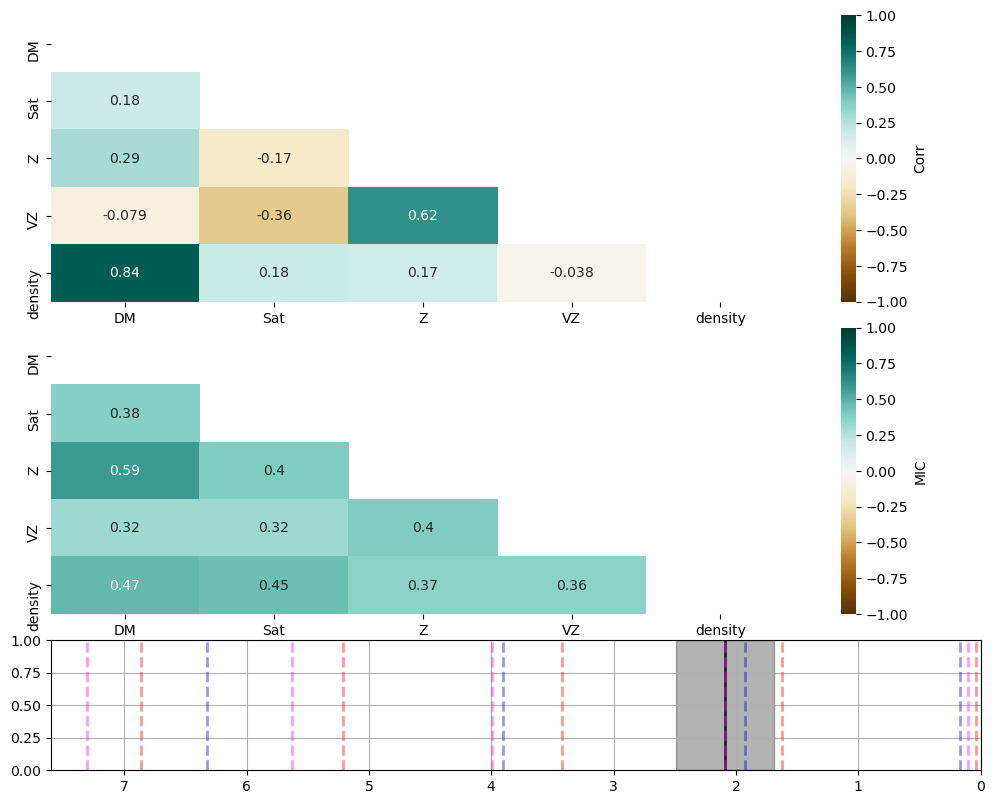 DM
Sat 0.18
Z 0.29 -0.17
VZ -0.079 -0.36 0.62
density 0.84 0.18 0.17 -0.038
DM Sat Z VZ density
1.00
0.75
0.50
0.25
0.00
−0.25
−0.50
−0.75
−1.00
Corr
DM
Sat 0.38
Z 0.59 0.4
VZ 0.32 0.32 0.4
density 0.47 0.45 0.37 0.36
DM Sat Z VZ density
1.00
0.75
0.50
0.25
0.00
−0.25
−0.50
−0.75
−1.00
MIC
1.00
0.75
0.50
0.25
0.00
7 6 5 4 3 2 1 0